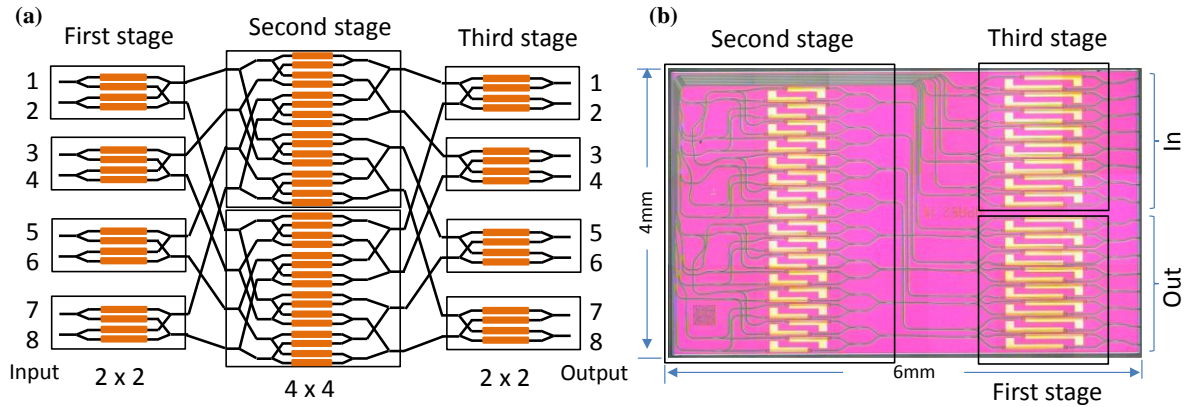 (a)
First stage
Second stage
Third stage
1
2
3
4
5
6
7
8
1
2
3
4
5
6
7
8
Input
2 x 2
4 x 4
2 x 2
Output
(b)
Second stage
Third stage
4mm
6mm
In
Out
First stage